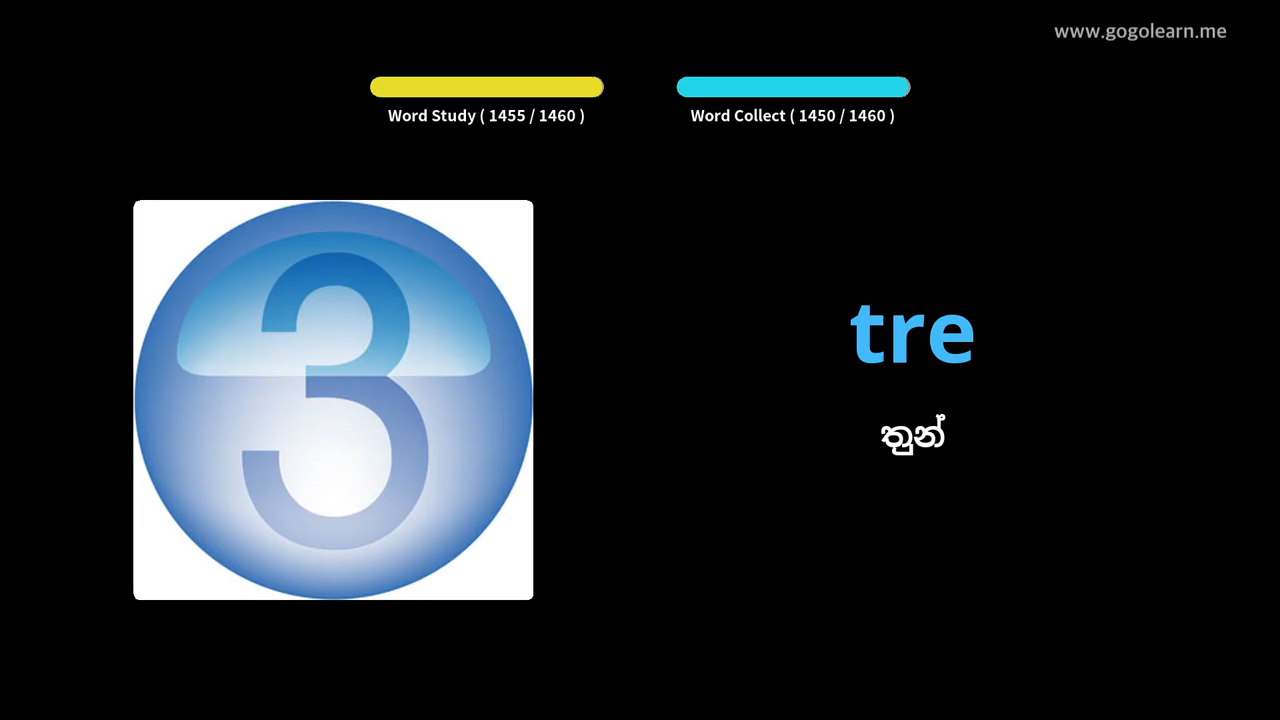 www.gogolearn.me
Word Study ( 1455 / 1460 )
Word Collect ( 1450 / 1460 )
3
tre
තුන්